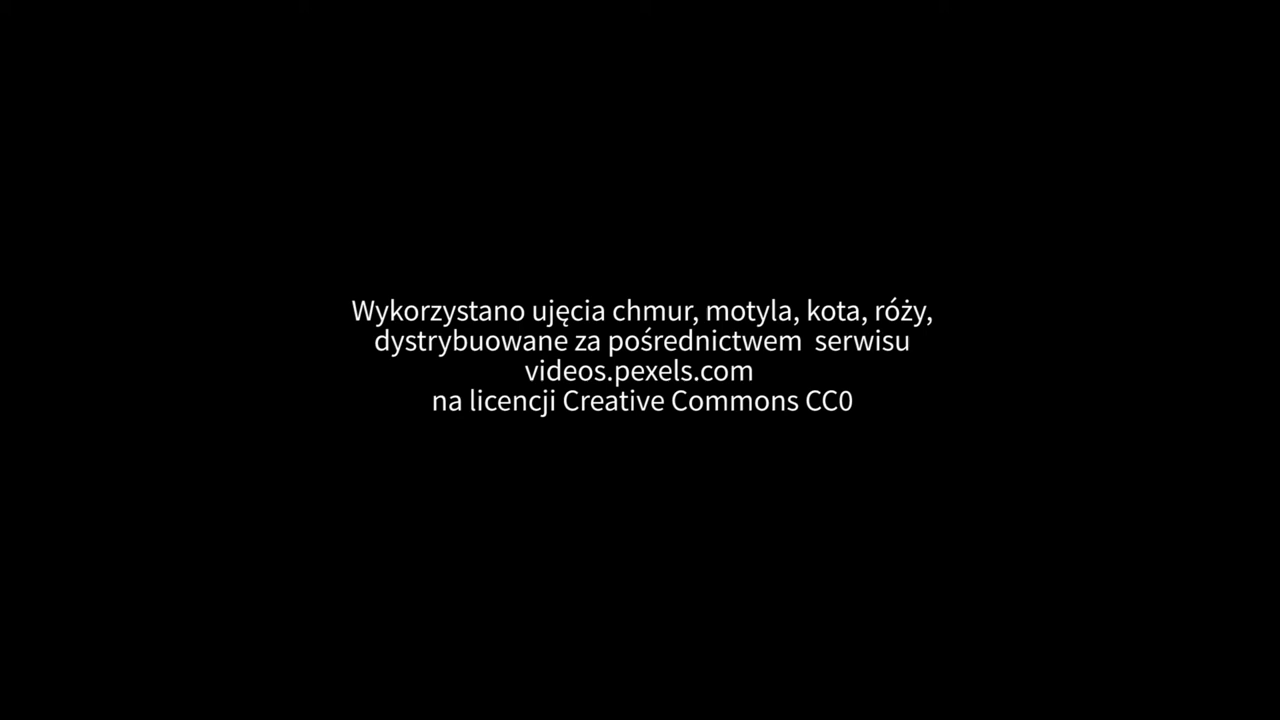 Wykorzystano ujęcia chmur, motyla, kota, róży,
dystrybuowane za pośrednictwem  serwisu
videos.pexels.com
na licencji Creative Commons CC0